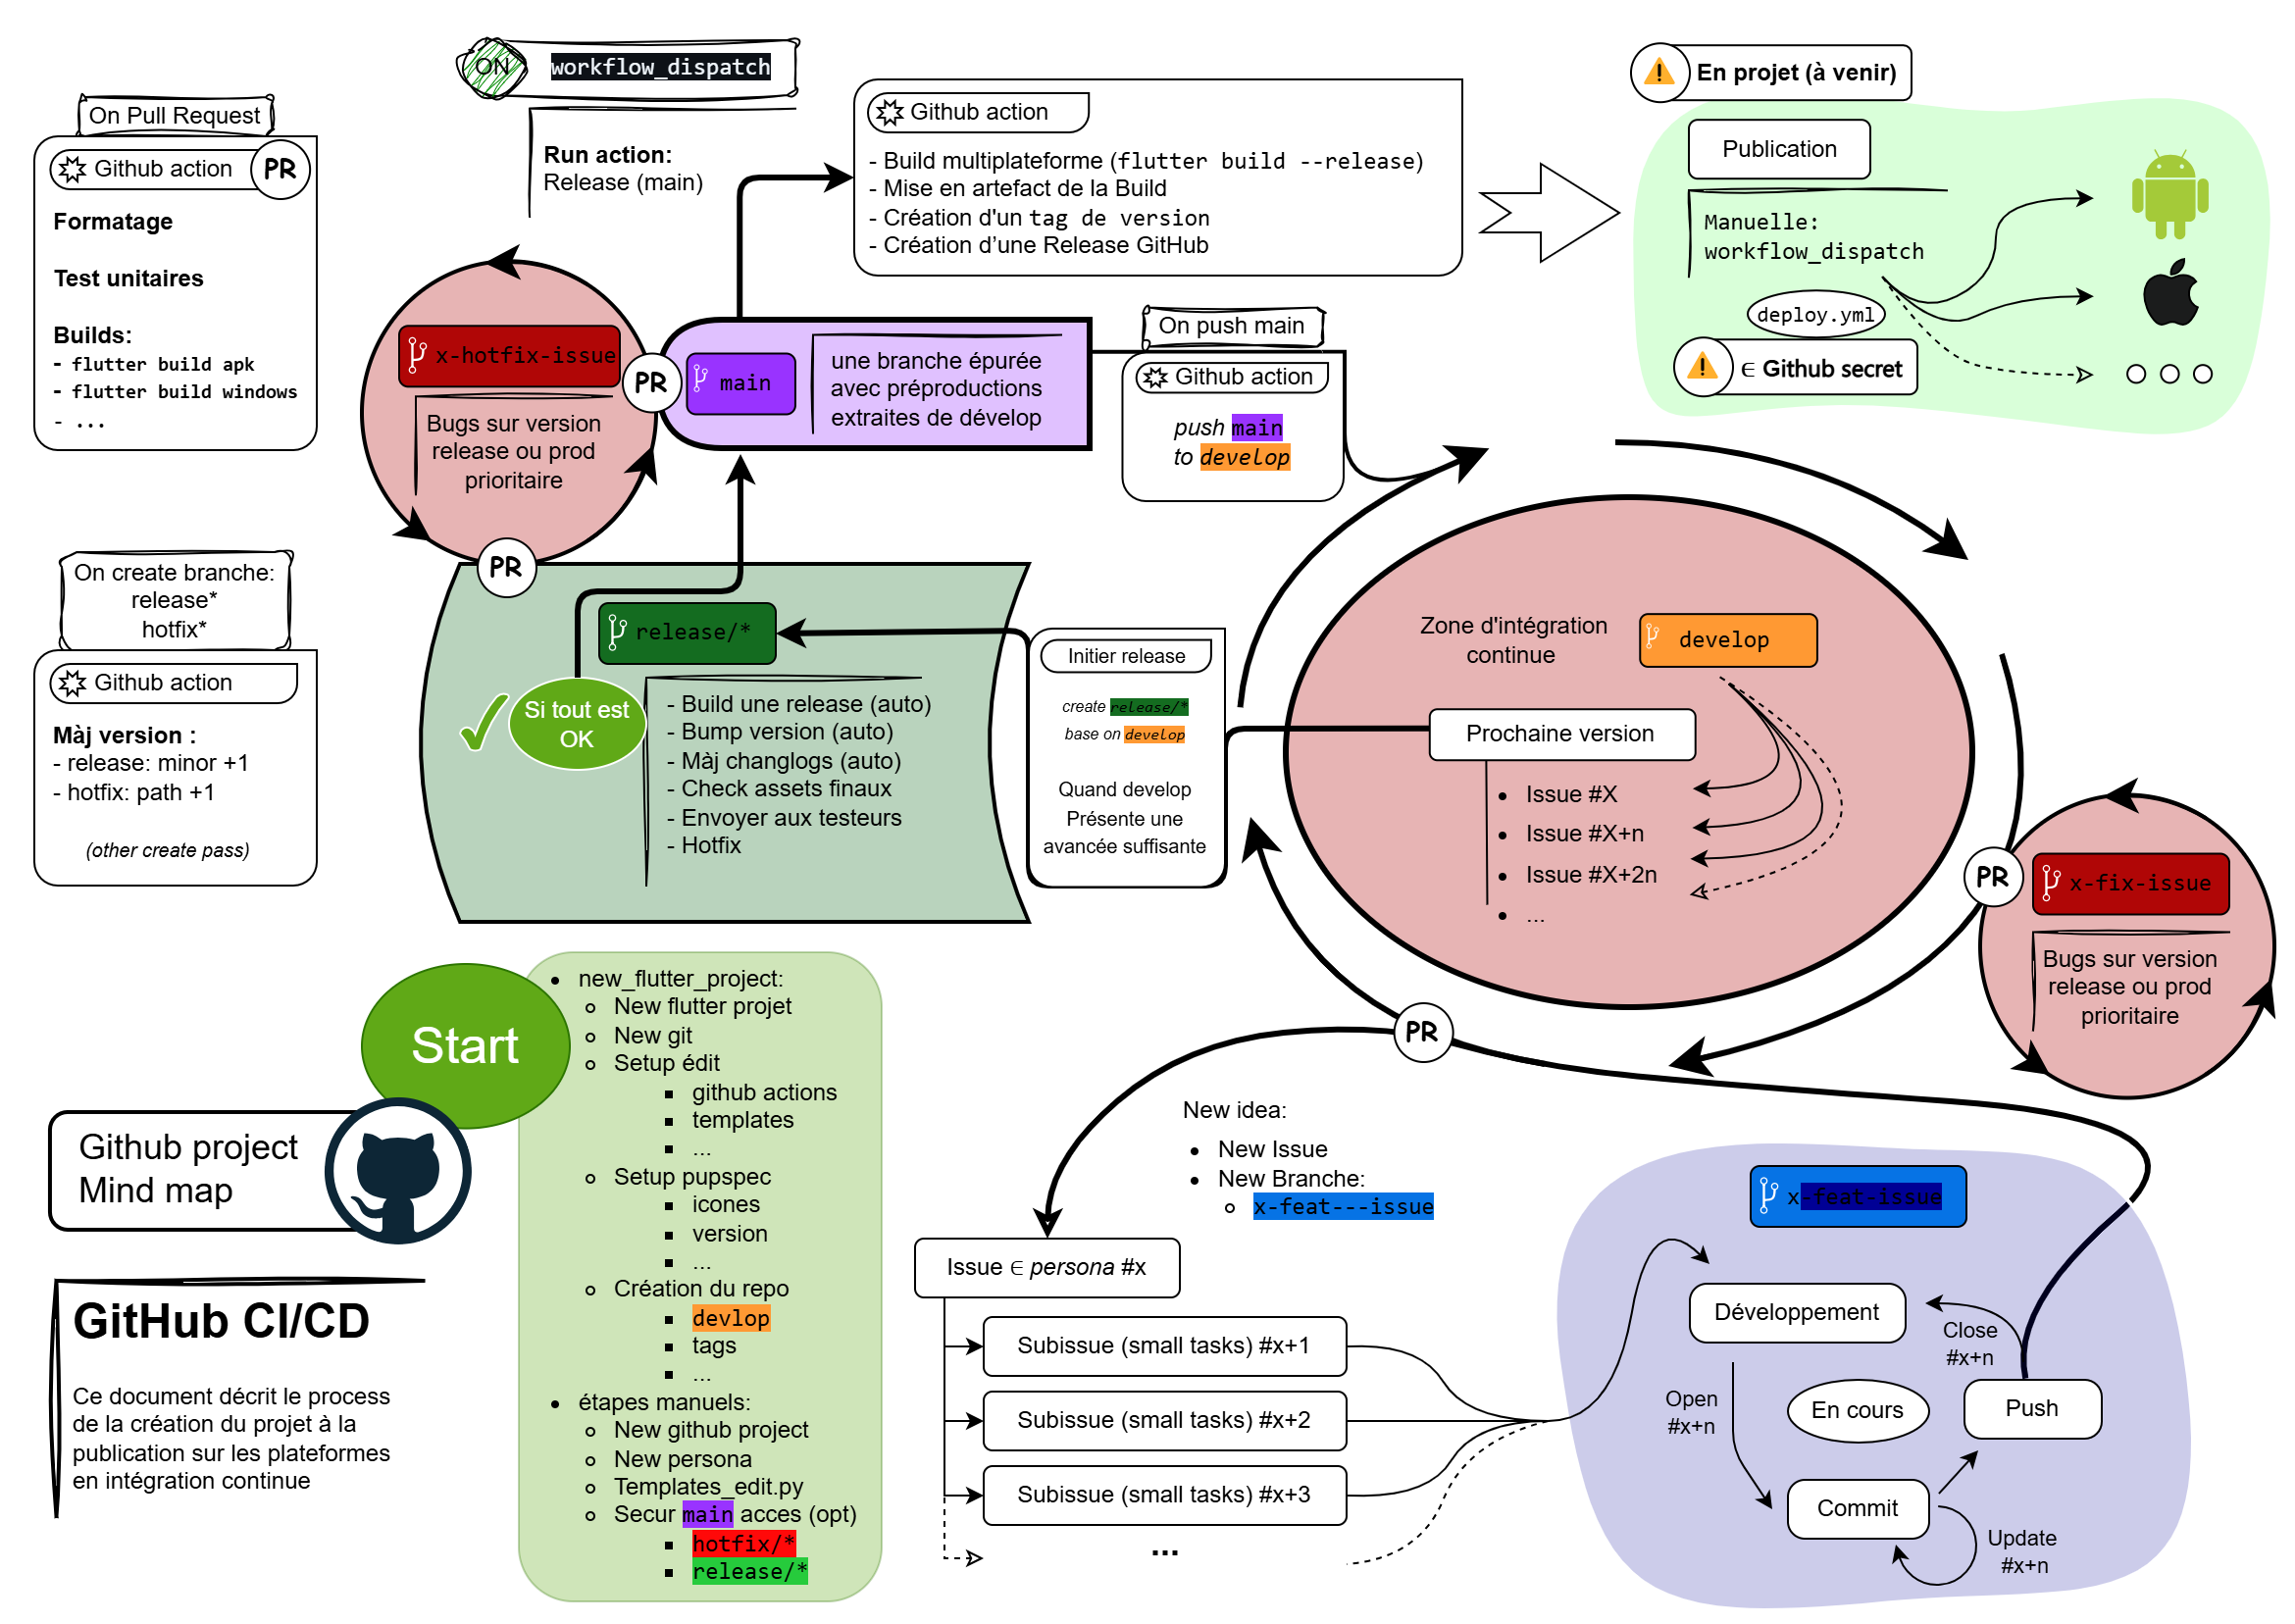 ON
workflow_dispatch
Run action:
Release (main)
On Pull Request
Github action
PR
Formatage
Test unitaires
Builds:
- flutter build apk
- flutter build windows
- ...
Github action
- Build multiplateforme (flutter build --release)
- Mise en artefact de la Build
- Création d'un tag de version
- Création d’une Release GitHub
En projet (à venir)
Publication
Manuelle:
workflow_dispatch
deploy.yml
∈ Github secret
x-hotfix-issue
Bugs sur version
release ou prod
prioritaire
PR
PR
main
une branche épurée
avec préproductions
extraites de dévelop
On push main
Github action
push main
to develop
On create branche:
release*
hotfix*
Github action
Màj version :
- release: minor +1
- hotfix: path +1
(other create pass)
release/*
Si tout est
OK
- Build une release (auto)
- Bump version (auto)
- Màj changlogs (auto)
- Check assets finaux
- Envoyer aux testeurs
- Hotfix
Initier release
create release/*
base on develop
Quand develop
Présente une
avancée suffisante
Zone d'intégration
continue
develop
Prochaine version
• Issue #X
• Issue #X+n
• Issue #X+2n
• ...
PR
x-fix-issue
Bugs sur version
release ou prod
prioritaire
PR
Start
Github project
Mind map
GitHub CI/CD
Ce document décrit le process
de la création du projet à la
publication sur les plateformes
en intégration continue
• new_flutter_project:
◦ New flutter projet
◦ New git
◦ Setup édit
▪ github actions
▪ templates
▪ ...
◦ Setup pupspec
▪ icones
▪ version
▪ ...
◦ Création du repo
▪ devlop
▪ tags
▪ ...
• étapes manuels:
◦ New github project
◦ New persona
◦ Templates_edit.py
◦ Secur main acces (opt)
▪ hotfix/*
▪ release/*
New idea:
• New Issue
• New Branche:
◦ x-feat---issue
Issue ∈ persona #x
Subissue (small tasks) #x+1
Subissue (small tasks) #x+2
Subissue (small tasks) #x+3
...
x-feat-issue
Développement
Close
#x+n
Open
#x+n
En cours
Push
Commit
Update
#x+n